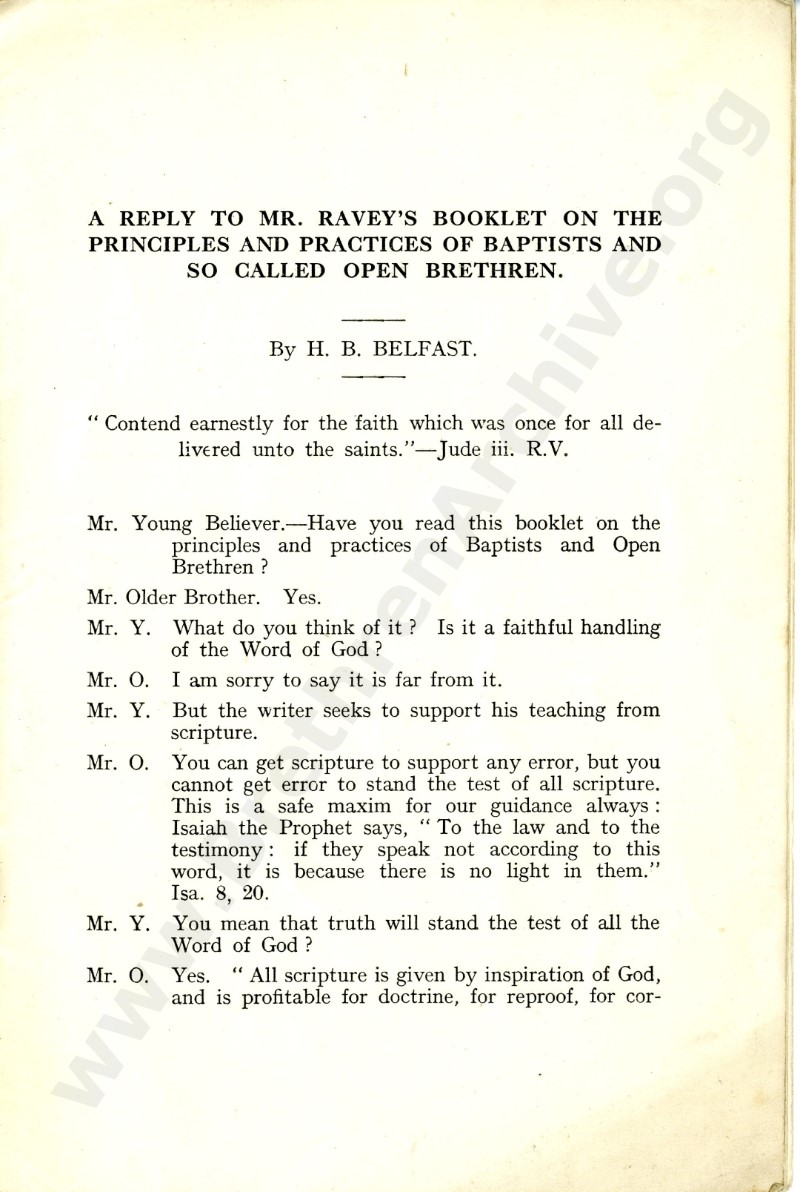 A REPLY TO MR. RAVEY'S BOOKLET ON THE
PRINCIPLES AND PRACTICES OF BAPTISTS AND
SO CALLED OPEN BRETHREN.
By H. B. BELFAST.
“ Contend earnestly for the faith which was once for all de-
livered unto the saints.”—Jude iii. R.V.
Mr. Young Believer.—Have you read this booklet on the
principles and practices of Baptists and Open
Brethren ?
Mr. Older Brother. Yes.
Mr. Y. What do you think of it ? Is it a faithful handling
of the Word of God ?
Mr. O. I am sorry to say it is far from it.
Mr. Y. But the writer seeks to support his teaching from
scripture.
Mr. O. You can get scripture to support any error, but you
cannot get error to stand the test of all scripture.
This is a safe maxim for our guidance always :
Isaiah the Prophet says, “ To the law and to the
testimony : if they speak not according to this
word, it is because there is no light in them.”
Isa. 8, 20.
Mr. Y. You mean that truth will stand the test of all the
Word of God ?
Mr. O. Yes. “ All scripture is given by inspiration of God,
and is profitable for doctrine, for reproof, for cor-
www.BrethrenArchive.org